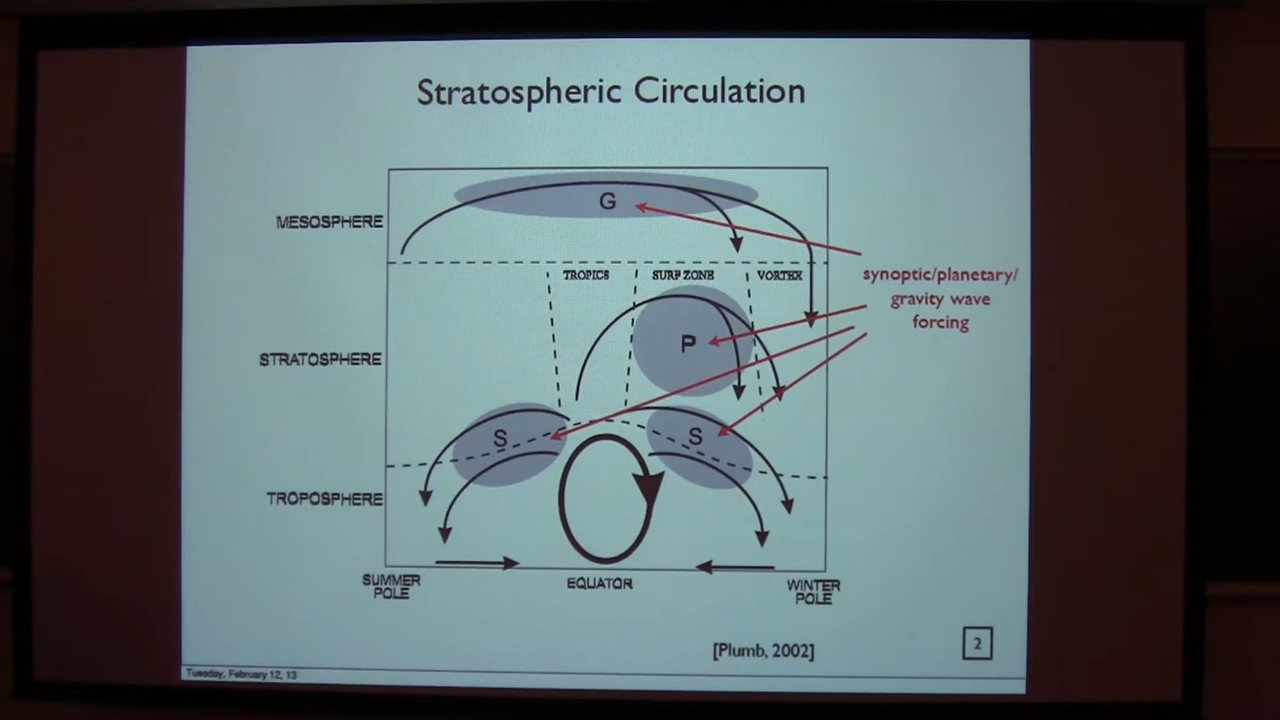 Stratospheric Circulation
G
MESOSPHERE
TROPICS
SURF ZONE
VORTEX
synoptic/planetary/
gravity wave
forcing
P
STRATOSPHERE
S
S
TROPOSPHERE
SUMMER
POLE
EQUATOR
WINTER
POLE
[Plumb, 2002]
2
Tuesday, February 12, 13